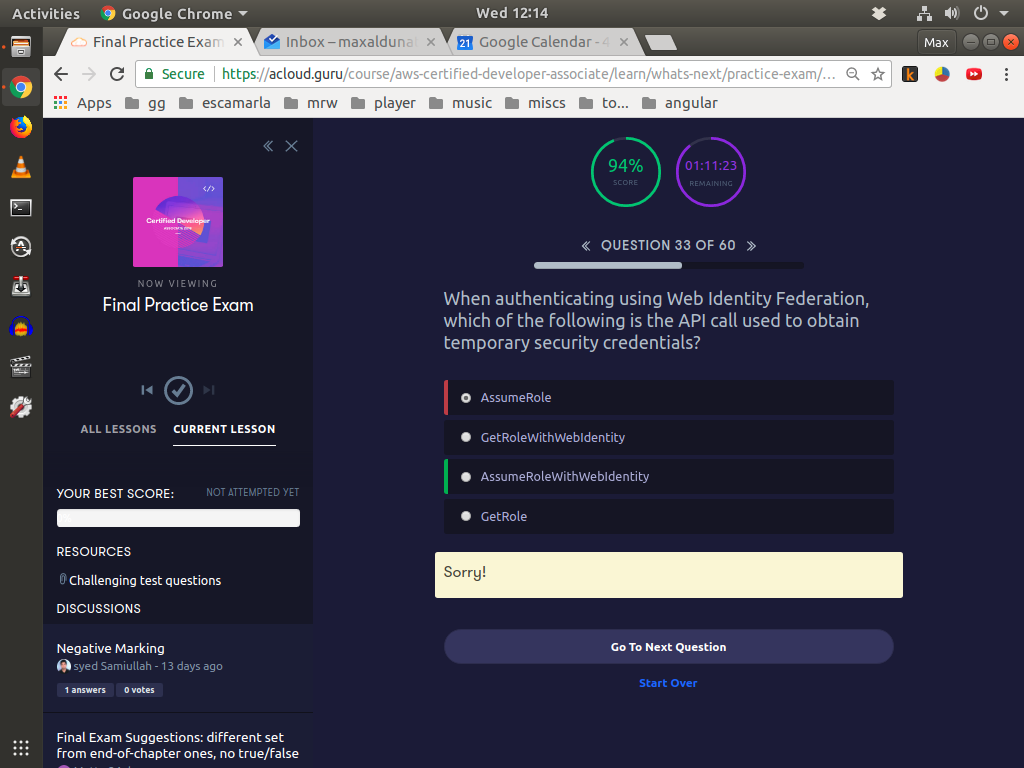 Activities
Google Chrome
Wed 12:14
Final Practice Exam
Inbox – maxalduna
Google Calendar - 4
Max
Secure
https://acloud.guru/course/aws-certified-developer-associate/learn/whats-next/practice-exam/...
Apps
gg
escamarla
mrw
player
music
miscs
to...
angular
</>
Certified Developer
NOW VIEWING
Final Practice Exam
ALL LESSONS
CURRENT LESSON
YOUR BEST SCORE:
NOT ATTEMPTED YET
RESOURCES
Challenging test questions
DISCUSSIONS
Negative Marking
syed Samiullah - 13 days ago
1 answers
0 votes
Final Exam Suggestions: different set
from end-of-chapter ones, no true/false
94%
SCORE
01:11:23
REMAINING
« QUESTION 33 OF 60 »
When authenticating using Web Identity Federation,
which of the following is the API call used to obtain
temporary security credentials?
AssumeRole
GetRoleWithWebIdentity
AssumeRoleWithWebIdentity
GetRole
Sorry!
Go To Next Question
Start Over